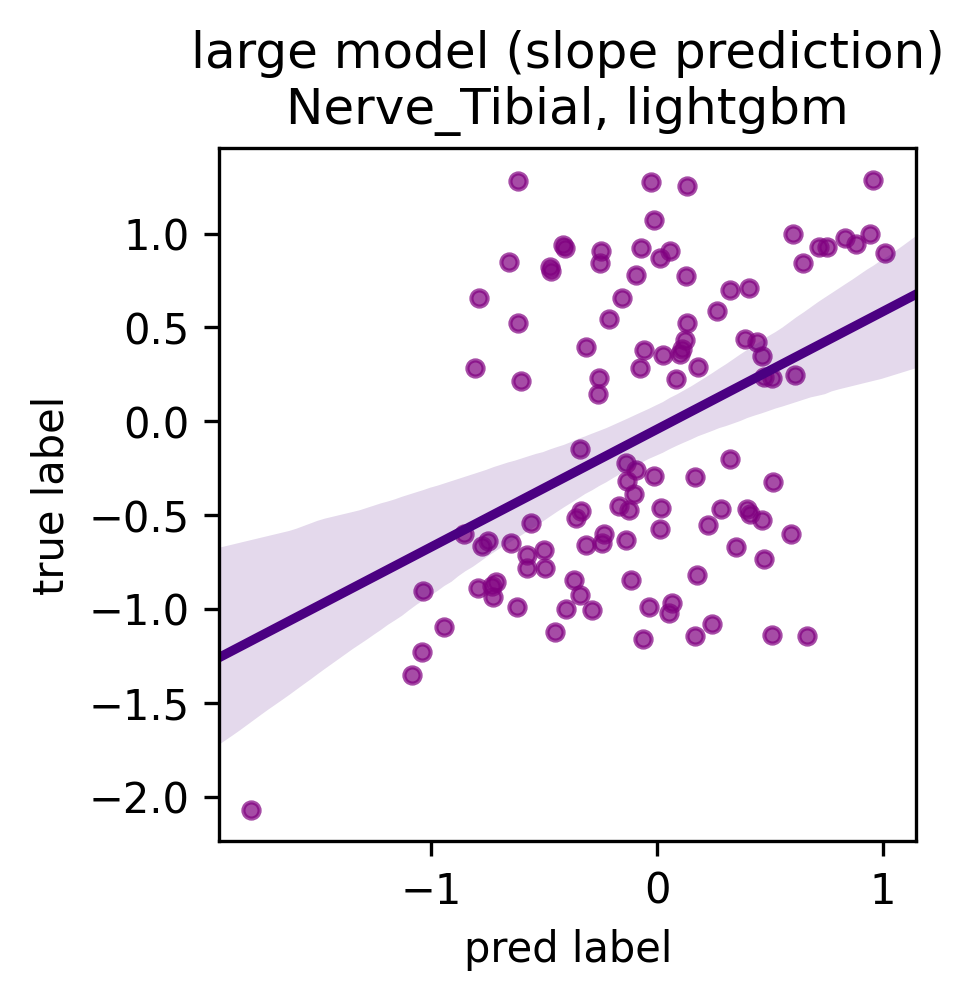 large model (slope prediction)
Nerve_Tibial, lightgbm
1.0
0.5
0.0
−0.5
−1.0
−1.5
−2.0
true label
−1
0
1
pred label